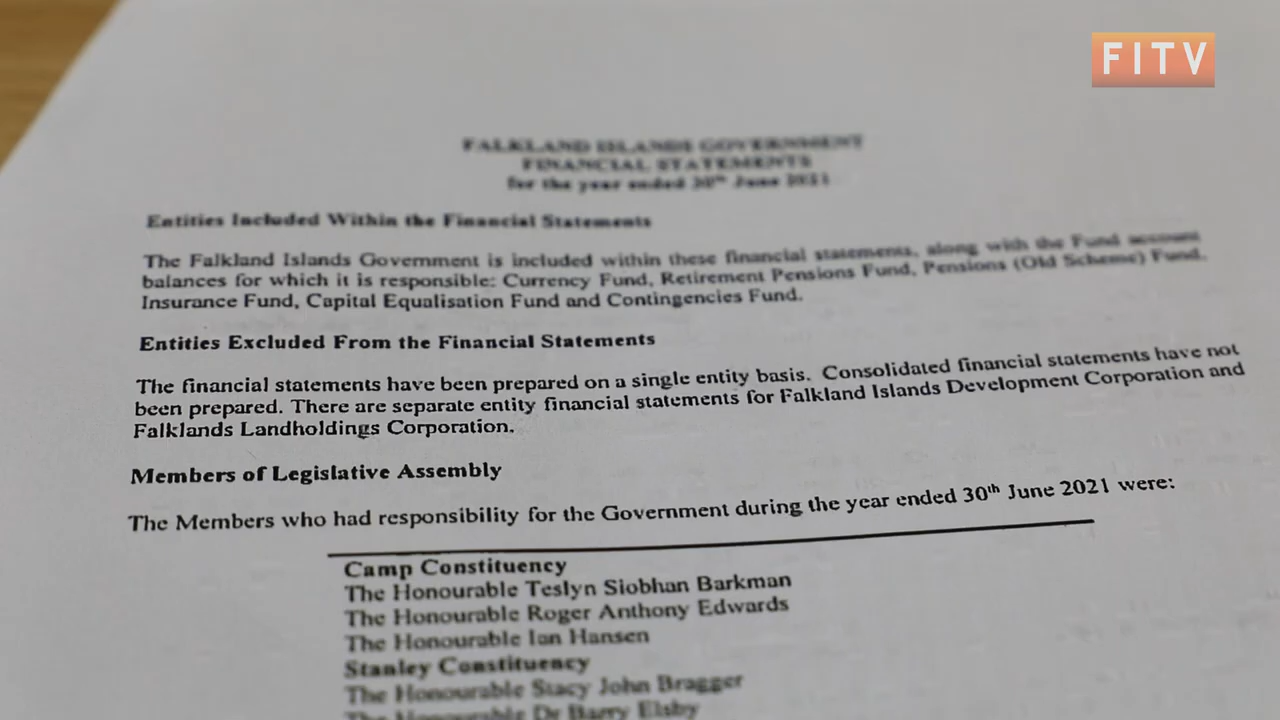 FITV
FALKLAND ISLANDS GOVERNMENT
FINANCIAL STATEMENTS
for the year ended 30th June 2021
Entities Included Within the Financial Statements
The Falkland Islands Government is included within these financial statements, along with the Fund account
balances for which it is responsible: Currency Fund, Retirement Pensions Fund, Pensions (Old Scheme) Fund,
Insurance Fund, Capital Equalisation Fund and Contingencies Fund.
Entities Excluded From the Financial Statements
The financial statements have been prepared on a single entity basis. Consolidated financial statements have not
been prepared. There are separate entity financial statements for Falkland Islands Development Corporation and
Falklands Landholdings Corporation.
Members of Legislative Assembly
The Members who had responsibility for the Government during the year ended 30th June 2021 were:
Camp Constituency
The Honourable Teslyn Siobhan Barkman
The Honourable Roger Anthony Edwards
The Honourable Ian Hansen
Stanley Constituency
The Honourable Stacy John Bragger
The Honourable Dr Barry Elsby